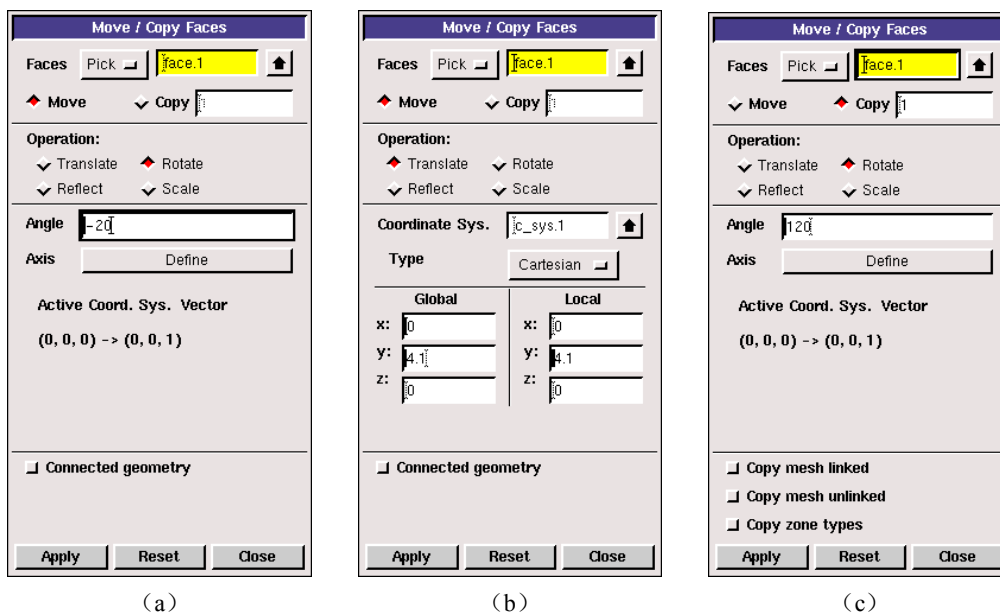 Move / Copy Faces
Faces Pick face.1
Move Copy 1
Operation:
Translate Rotate
Reflect Scale
Angle -20
Axis Define
Active Coord. Sys. Vector
(0, 0, 0) -> (0, 0, 1)
Connected geometry
Apply Reset Close
(a)
Move / Copy Faces
Faces Pick face.1
Move Copy 1
Operation:
Translate Rotate
Reflect Scale
Coordinate Sys. c_sys.1
Type Cartesian
Global Local
x: 0 x: 0
y: 4.1 y: 4.1
z: 0 z: 0
Connected geometry
Apply Reset Close
(b)
Move / Copy Faces
Faces Pick face.1
Move Copy 1
Operation:
Translate Rotate
Reflect Scale
Angle 120
Axis Define
Active Coord. Sys. Vector
(0, 0, 0) -> (0, 0, 1)
Copy mesh linked
Copy mesh unlinked
Copy zone types
Apply Reset Close
(c)